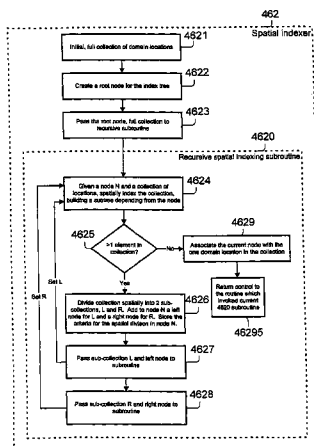 462
Spatial indexer
4621
Initial, full collection of domain locations
4622
Create a root node for the index tree
4623
Pass the root node, full collection to
recursive subroutine
4620
Recursive spatial indexing subroutine
4624
Given a node N and a collection of
locations, spatially index the collection,
building a subtree depending from the node
4625
>1 element in
collection?
No
4629
Associate the current node with the
one domain location in the collection
Set L
Set R
Yes
Return control to
the routine which
invoked current
4620 subroutine
46295
4626
Divide collection spatially into 2 sub-
collections, L and R. Add to node N a left
node for L and a right node for R. Store the
criteria for the spatial division in node N.
4627
Pass sub-collection L and left node to
subroutine
4628
Pass sub-collection R and right node to
subroutine